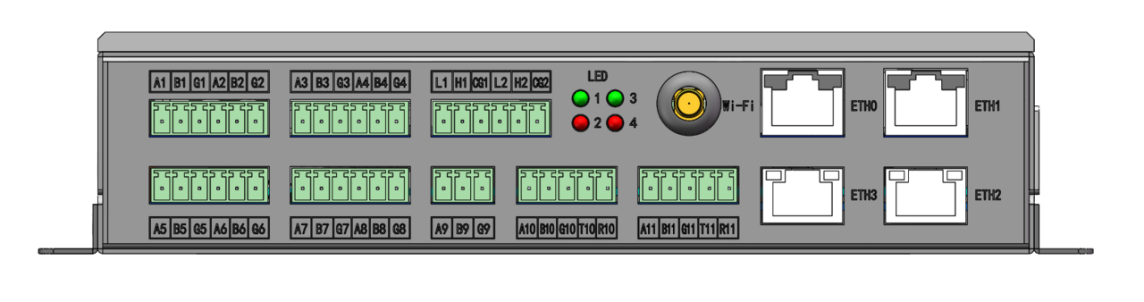 A1 B1 G1 A2 B2 G2
A3 B3 G3 A4 B4 G4
L1 H1 CG1 L2 H2 CG2
LED
1 3
2 4
Wi-Fi
ETH0
ETH1
ETH3
ETH2
A5 B5 G5 A6 B6 G6
A7 B7 G7 A8 B8 G8
A9 B9 G9
A10 B10 G10 T10 R10
A11 B11 G11 T11 R11